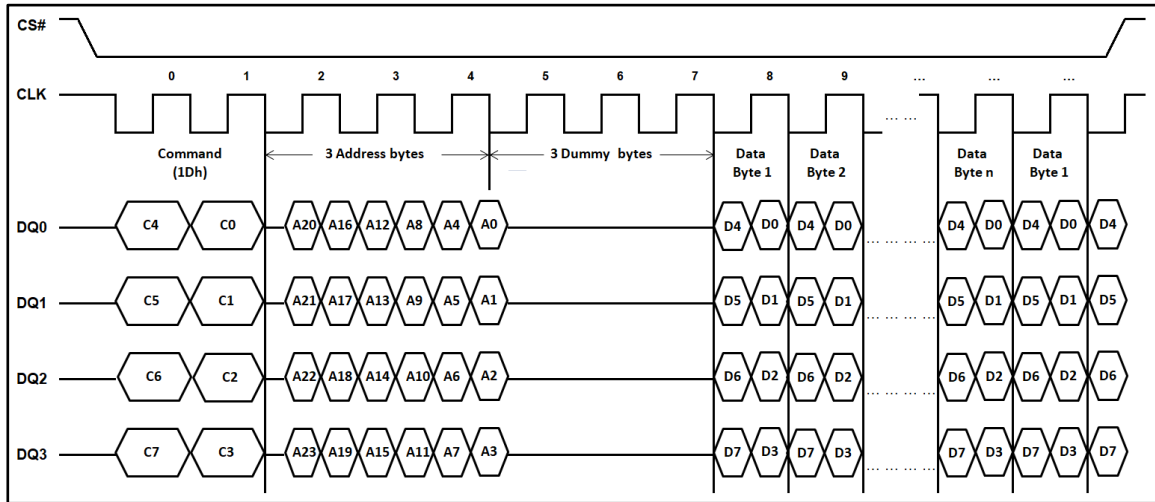 CS#
0 1 2 3 4 5 6 7 8 9 ... ... ...
CLK
... ...
Command 3 Address bytes 3 Dummy bytes Data Data Data Data
(1Dh) Byte 1 Byte 2 Byte n Byte 1
DQ0 C4 C0 A20 A16 A12 A8 A4 A0 D4 D0 D4 D0 ... ... ... ... D4 D0 D4 D0 D4
DQ1 C5 C1 A21 A17 A13 A9 A5 A1 D5 D1 D5 D1 ... ... ... ... D5 D1 D5 D1 D5
DQ2 C6 C2 A22 A18 A14 A10 A6 A2 D6 D2 D6 D2 ... ... ... ... D6 D2 D6 D2 D6
DQ3 C7 C3 A23 A19 A15 A11 A7 A3 D7 D3 D7 D3 ... ... ... ... D7 D3 D7 D3 D7